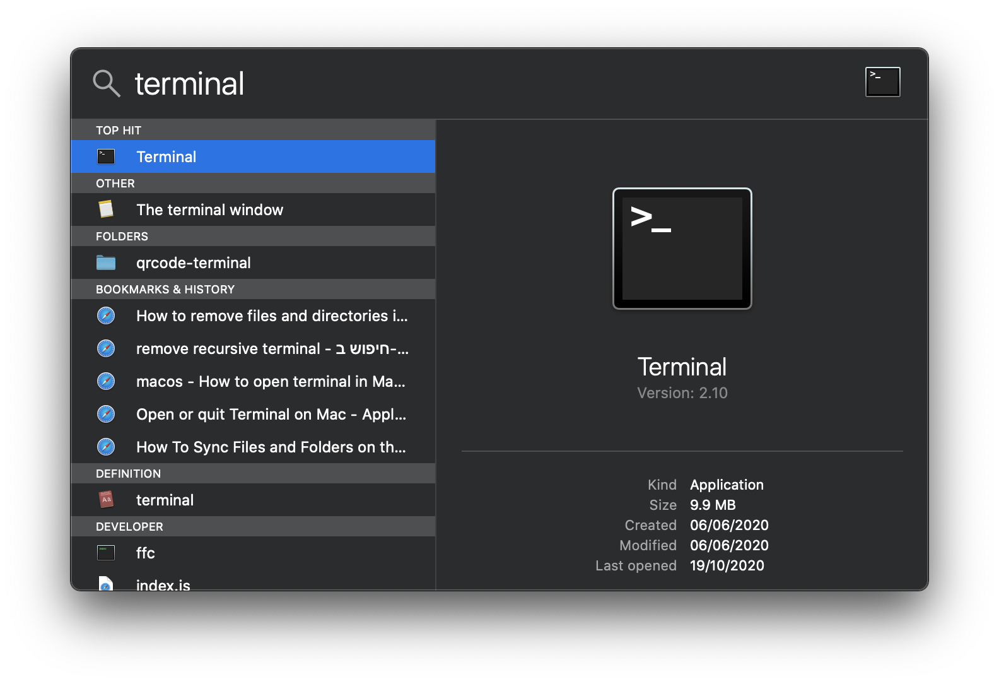 terminal
>_
TOP HIT
>_
Terminal
OTHER
The terminal window
FOLDERS
qrcode-terminal
BOOKMARKS & HISTORY
How to remove files and directories i...
remove recursive terminal - חיפוש ב-...
macos - How to open terminal in Ma...
Open or quit Terminal on Mac - Appl...
How To Sync Files and Folders on th...
DEFINITION
Aa
terminal
DEVELOPER
ffc
index.js
>_
Terminal
Version: 2.10
Kind Application
Size 9.9 MB
Created 06/06/2020
Modified 06/06/2020
Last opened 19/10/2020